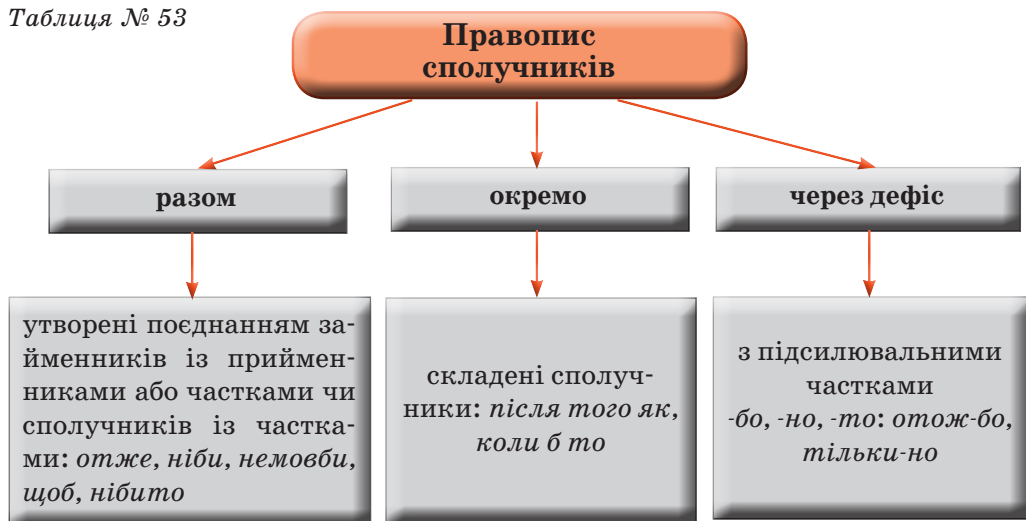 Таблиця № 53
Правопис
сполучників
разом
окремо
через дефіс
утворені поєднанням за-
йменників із приймен-
никами або частками чи
сполучників із частка-
ми: отже, ніби, немовби,
щоб, нібито
складені сполуч-
ники: після того як,
коли б то
з підсилювальними
частками
-бо, -но, -то: отож-бо,
тільки-но